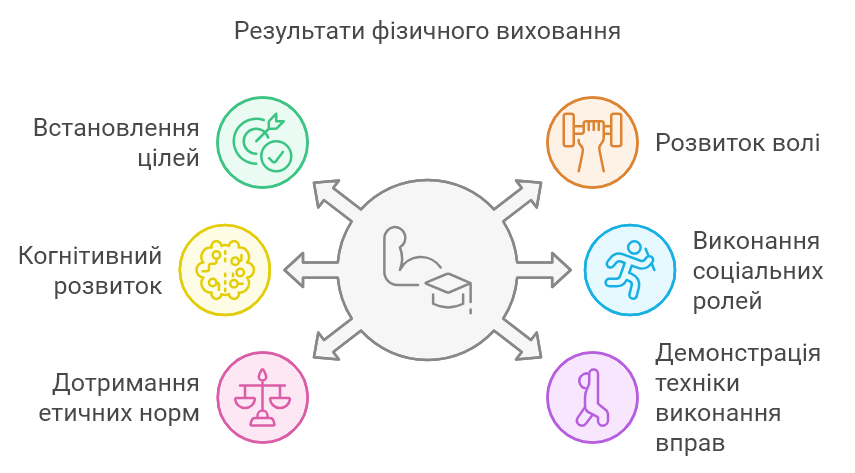 Результати фізичного виховання
Встановлення
цілей
Розвиток волі
Когнітивний
розвиток
Виконання
соціальних
ролей
Дотримання
етичних норм
Демонстрація
техніки
виконання
вправ